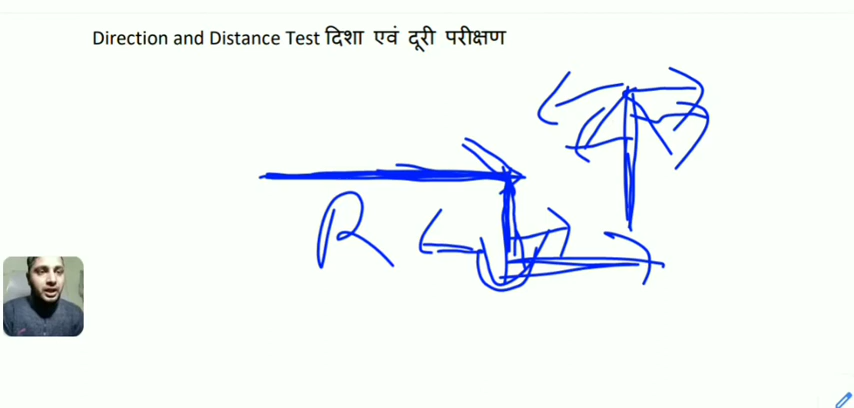 Direction and Distance Test दिशा एवं दूरी परीक्षण
R